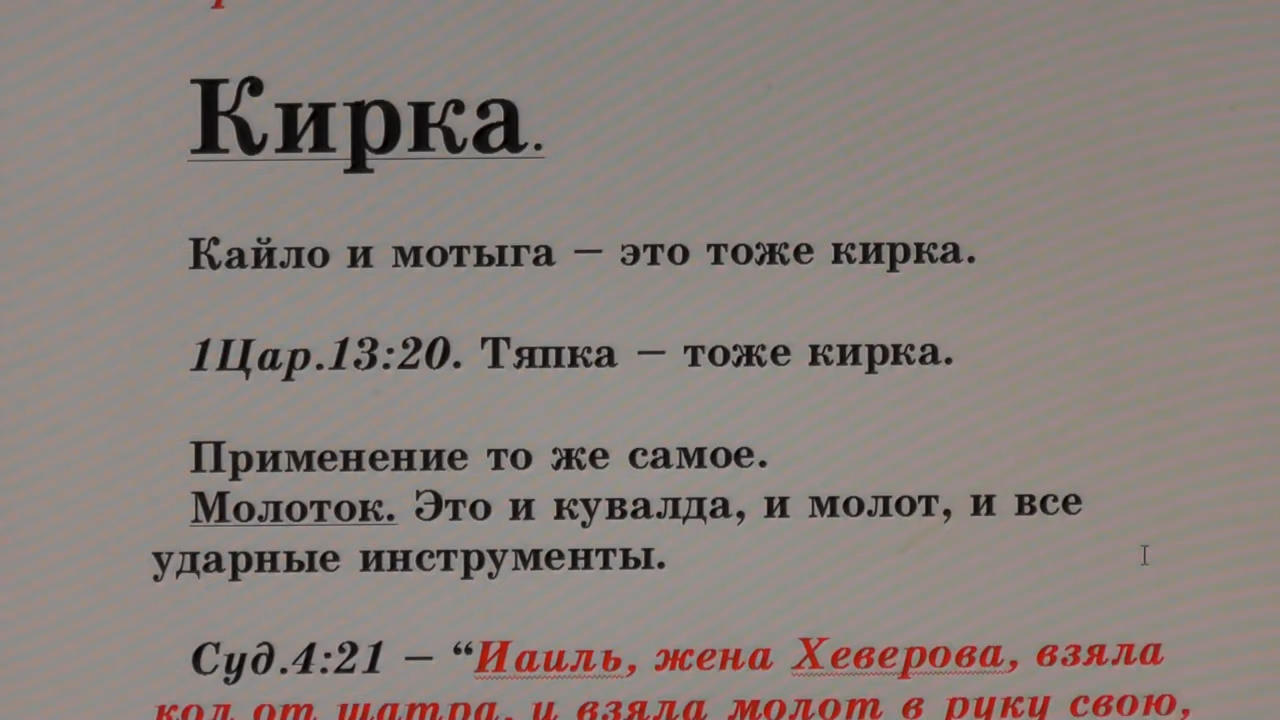 Кирка.
Кайло и мотыга – это тоже кирка.
1Цар.13:20. Тяпка – тоже кирка.
Применение то же самое.
Молоток. Это и кувалда, и молот, и все
ударные инструменты.
Суд.4:21 – “Иаиль, жена Хеверова, взяла
кол от шатра, и взяла молот в руку свою,